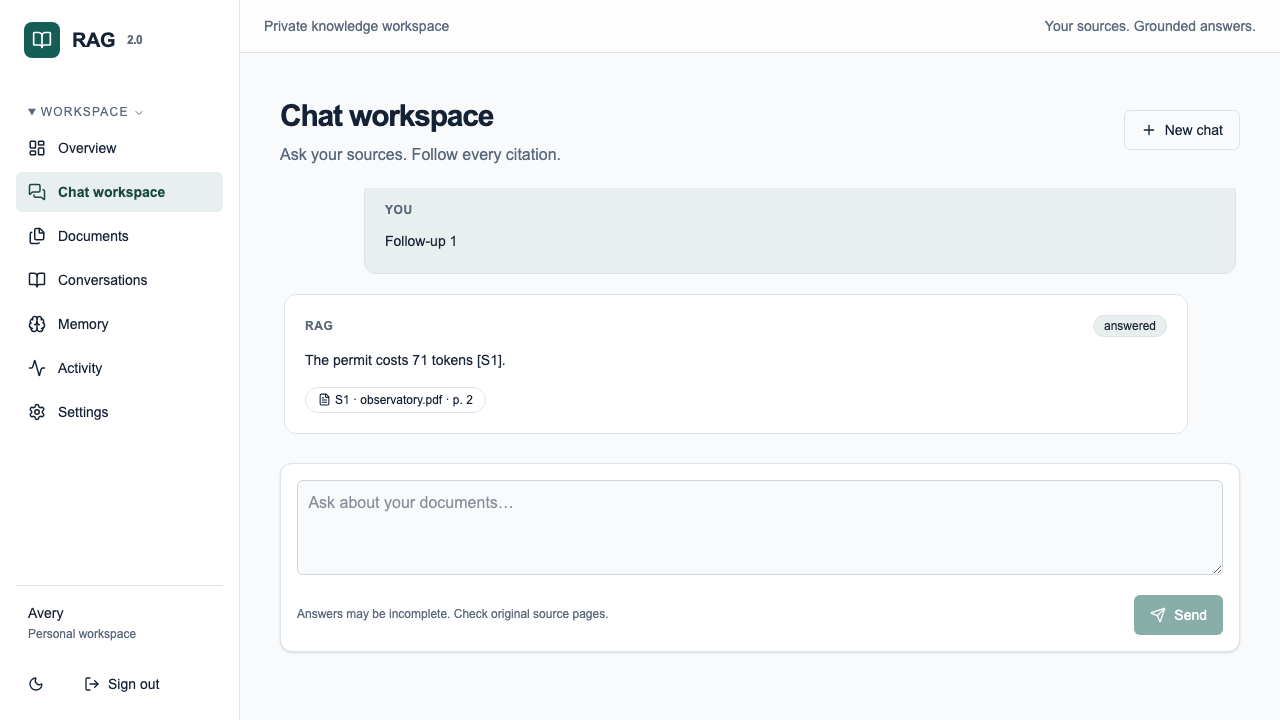 RAG 2.0
Private knowledge workspace
Your sources. Grounded answers.
▼ WORKSPACE
Overview
Chat workspace
Documents
Conversations
Memory
Activity
Settings
Avery
Personal workspace
Sign out
Chat workspace
Ask your sources. Follow every citation.
New chat
YOU
Follow-up 1
RAG
answered
The permit costs 71 tokens [S1].
S1 · observatory.pdf · p. 2
Ask about your documents…
Answers may be incomplete. Check original source pages.
Send